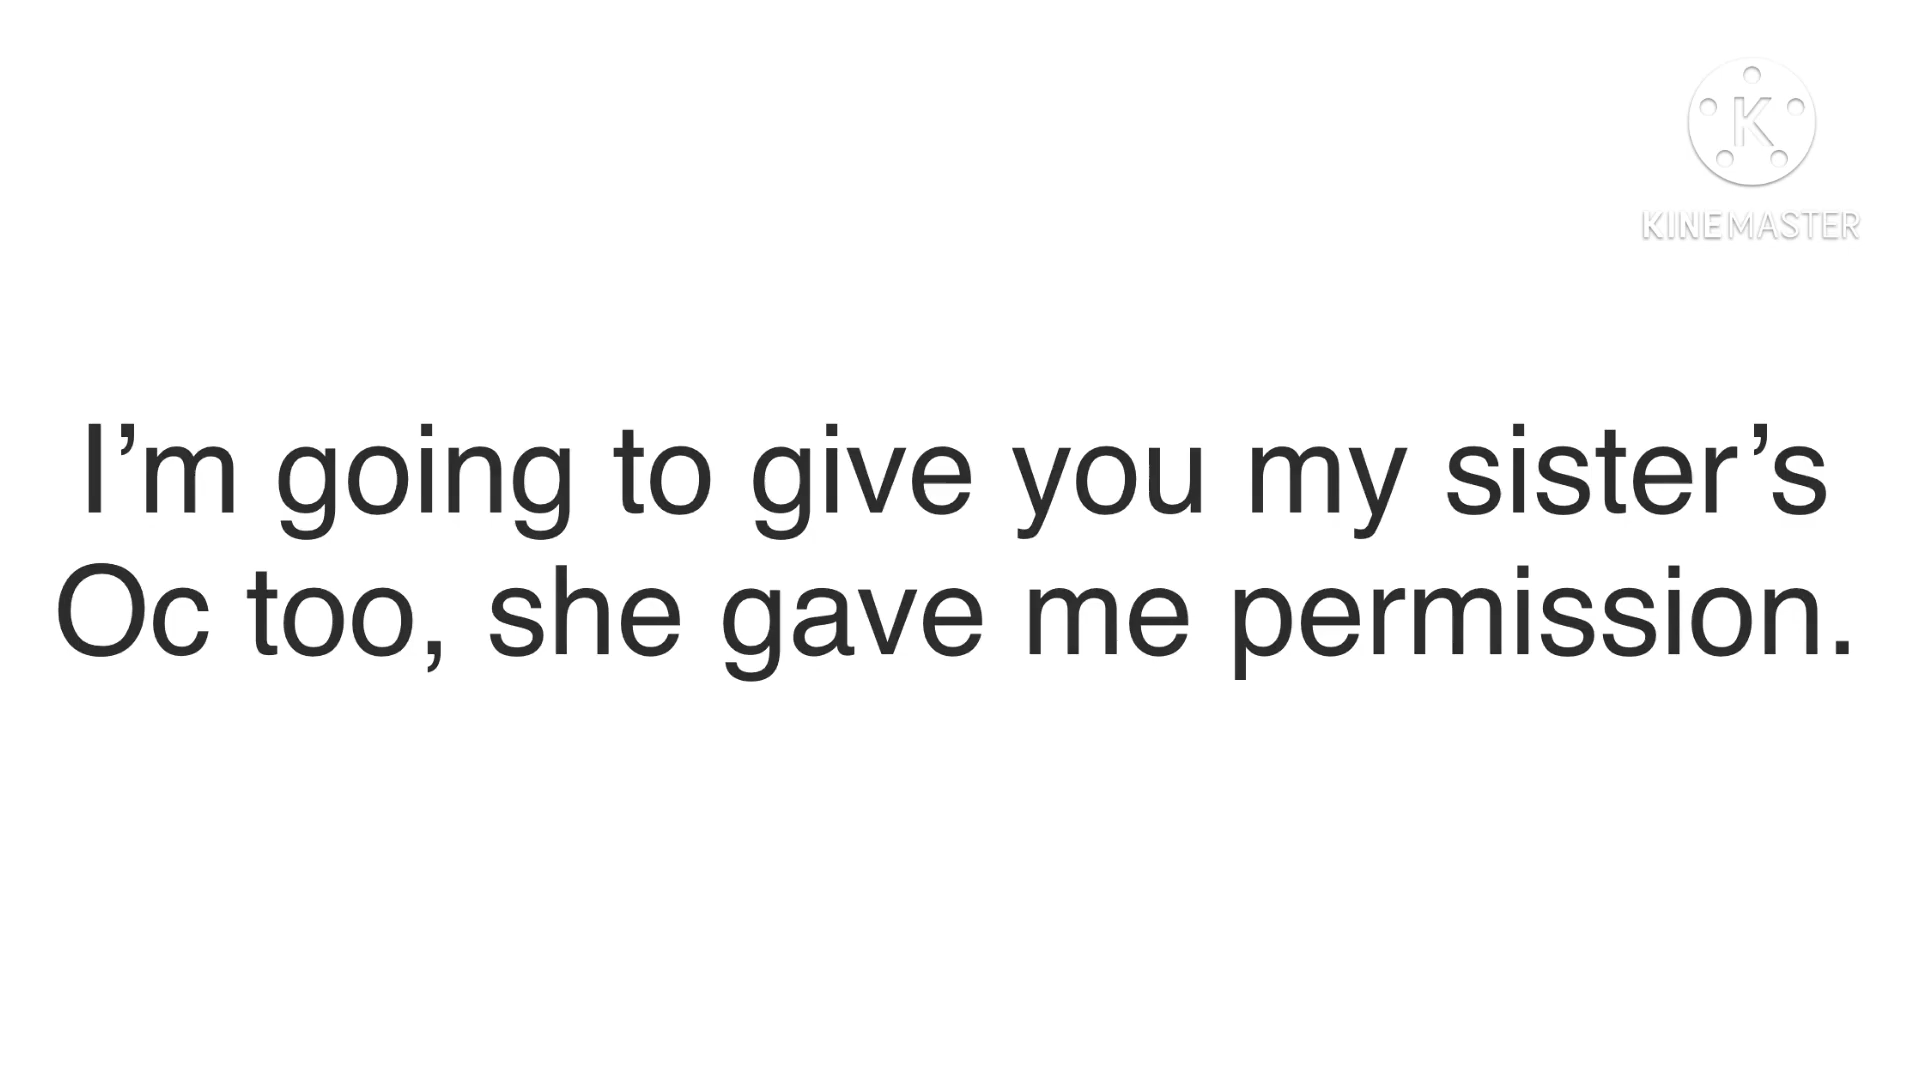 KINEMASTER
I’m going to give you my sister’s
Oc too, she gave me permission.